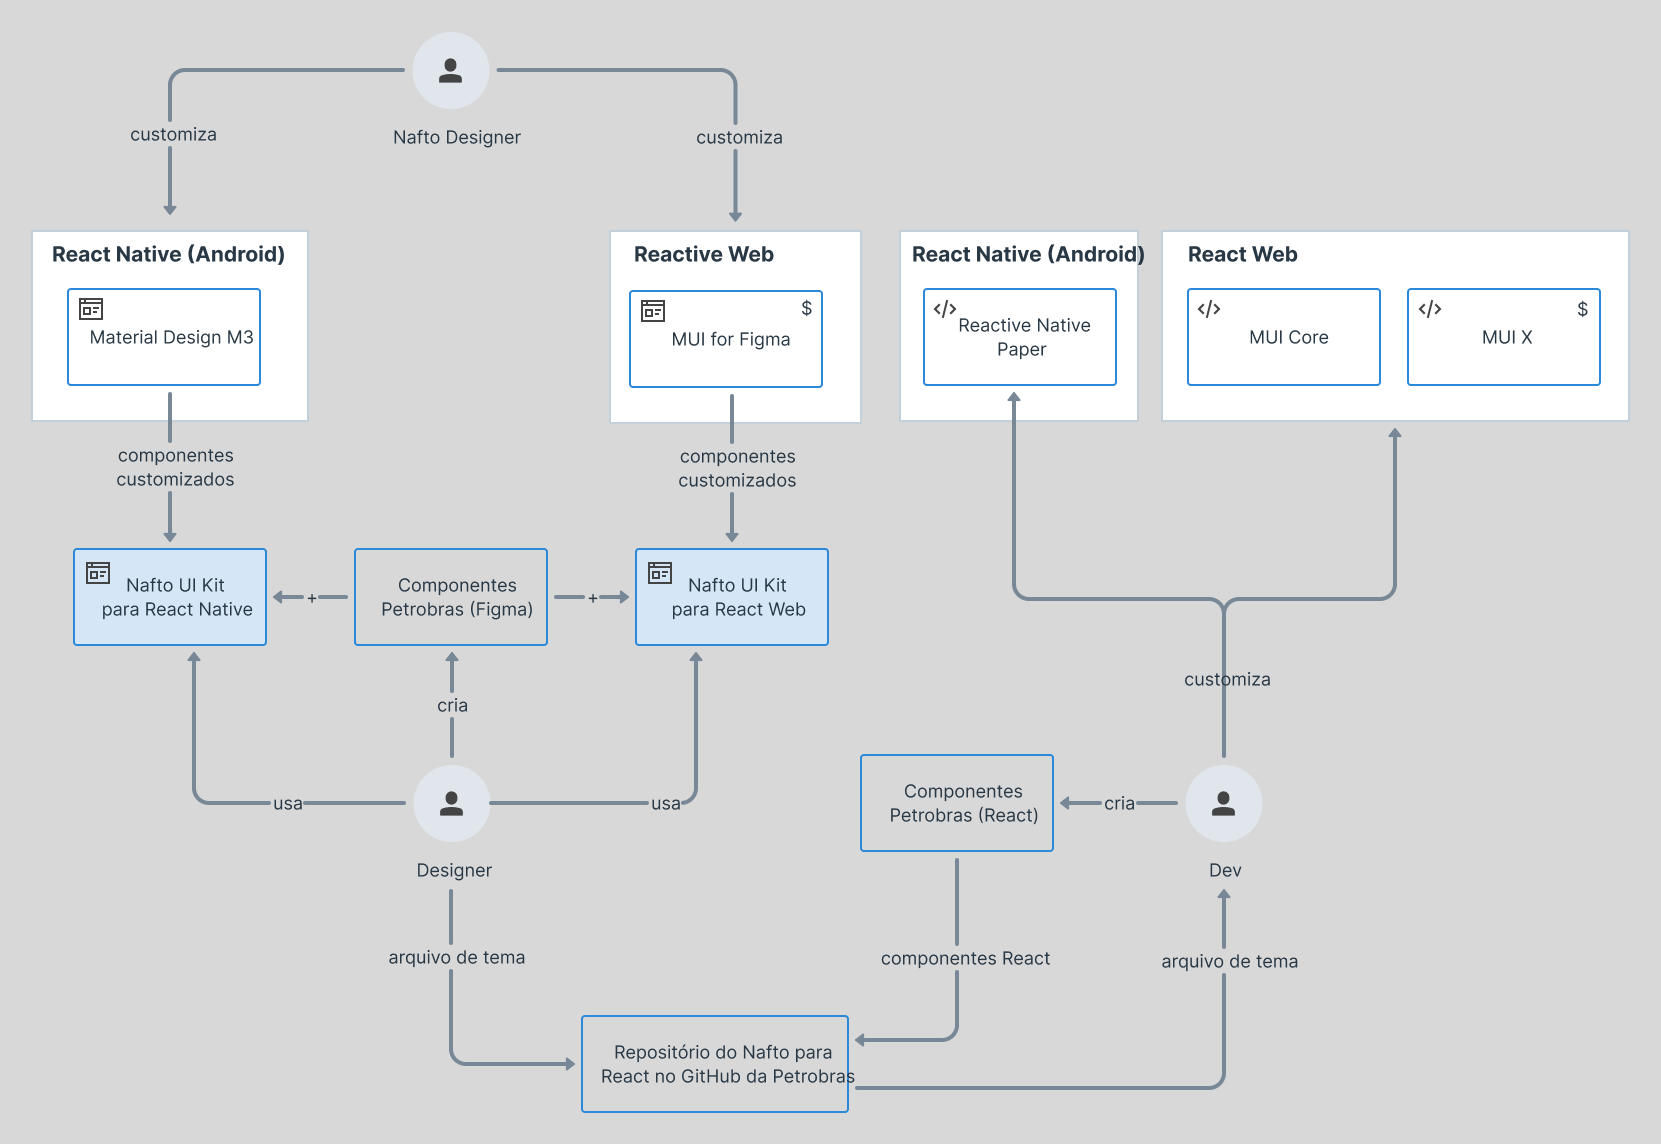 Nafto Designer
customiza
customiza
React Native (Android)
Material Design M3
Reactive Web
$
MUI for Figma
React Native (Android)
</>
Reactive Native
Paper
React Web
</>
MUI Core
</>
$
MUI X
componentes
customizados
componentes
customizados
Nafto UI Kit
para React Native
+
Componentes
Petrobras (Figma)
+
Nafto UI Kit
para React Web
cria
customiza
usa
usa
Designer
Componentes
Petrobras (React)
cria
Dev
arquivo de tema
componentes React
arquivo de tema
Repositório do Nafto para
React no GitHub da Petrobras